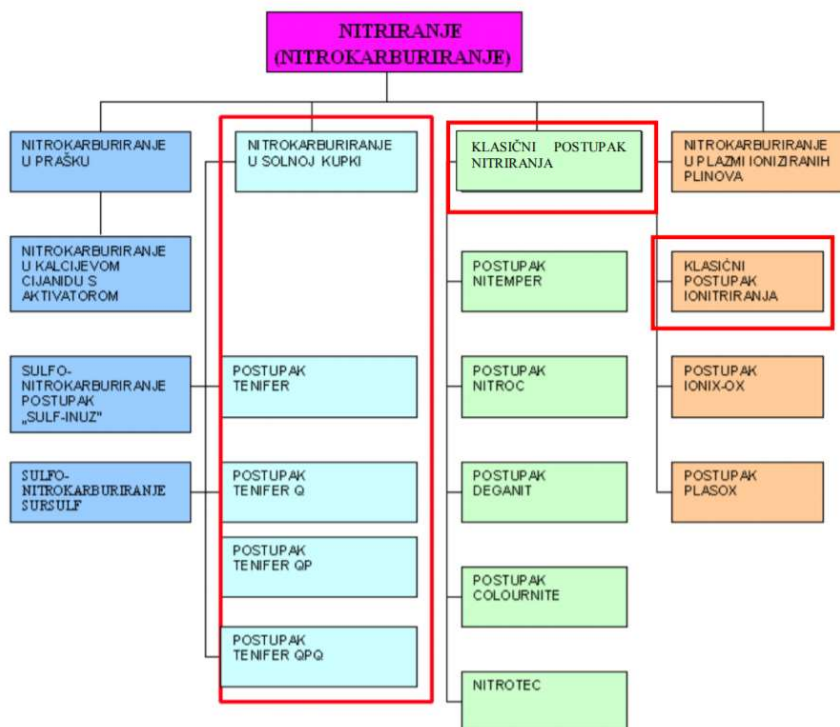 NITRIRANJE
(NITROKARBURIRANJE)
NITROKARBURIRANJE
U PRAŠKU
NITROKARBURIRANJE
U SOLNOJ KUPKI
KLASIČNI POSTUPAK
NITRIRANJA
NITROKARBURIRANJE
U PLAZMI IONIZIRANIH
PLINOVA
NITROKARBURIRANJE
U KALCIJEVOM
CIJANIDU S
AKTIVATOROM
POSTUPAK
NITEMPER
KLASIČNI
POSTUPAK
IONITRIRANJA
SULFO-
NITROKARBURIRANJE
POSTUPAK
„SULF-INUZ"
POSTUPAK
TENIFER
POSTUPAK
NITROC
POSTUPAK
IONIX-OX
SULFO-
NITROKARBURIRANJE
SURSULF
POSTUPAK
TENIFER Q
POSTUPAK
DEGANIT
POSTUPAK
PLASOX
POSTUPAK
TENIFER QP
POSTUPAK
COLOURNITE
POSTUPAK
TENIFER QPQ
NITROTEC